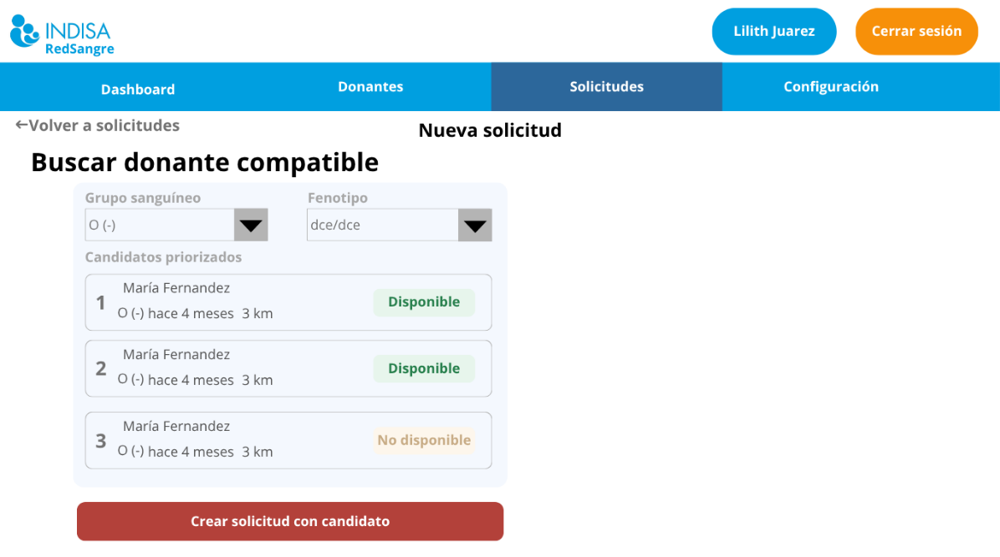 INDISA
RedSangre
Lilith Juarez
Cerrar sesión
Dashboard
Donantes
Solicitudes
Configuración
←Volver a solicitudes
Nueva solicitud
Buscar donante compatible
Grupo sanguíneo
Fenotipo
O (-)
dce/dce
Candidatos priorizados
1
María Fernandez
O (-) hace 4 meses 3 km
Disponible
2
María Fernandez
O (-) hace 4 meses 3 km
Disponible
3
María Fernandez
O (-) hace 4 meses 3 km
No disponible
Crear solicitud con candidato